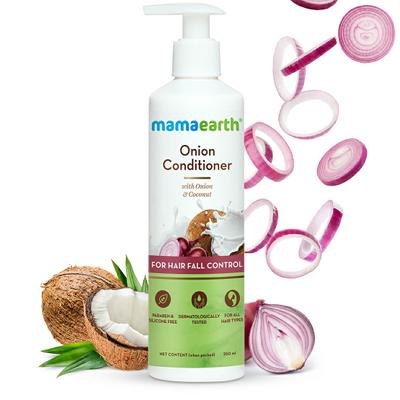 mamaearth®
Onion
Conditioner
with Onion
& Coconut
FOR HAIR FALL CONTROL
PARABEN & SILICONE FREE
DERMATOLOGICALLY TESTED
FOR ALL HAIR TYPES
NET CONTENT (when packed) 250 ml